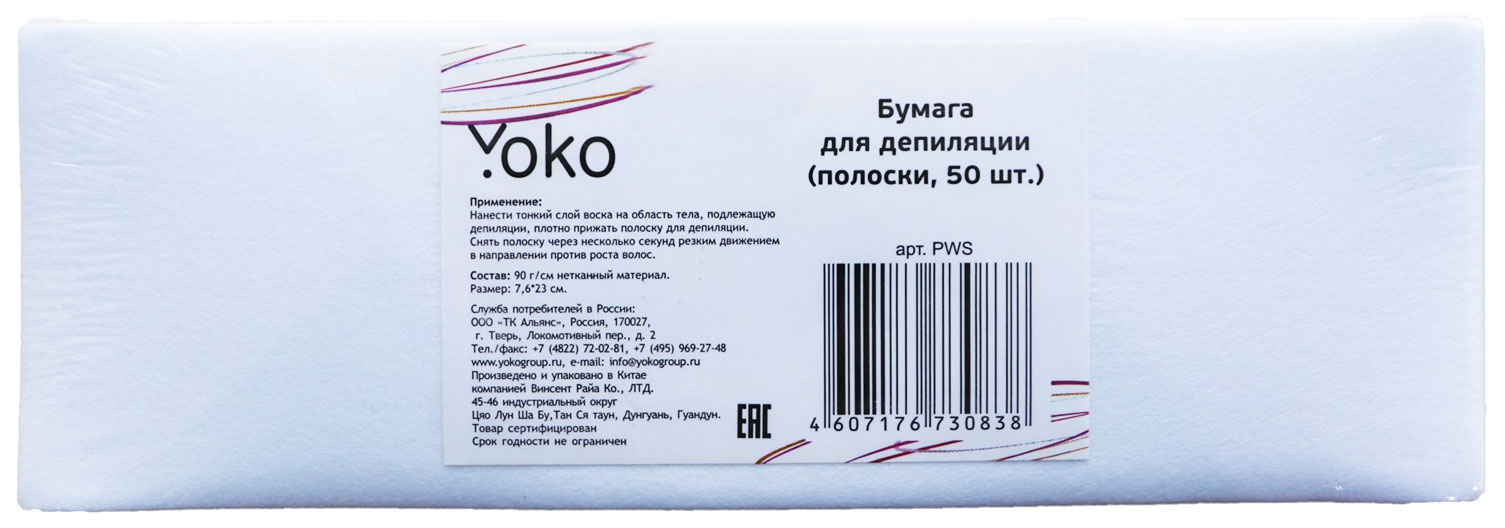 Yoko
Применение:
Нанести тонкий слой воска на область тела, подлежащую
депиляции, плотно прижать полоску для депиляции.
Снять полоску через несколько секунд резким движением
в направлении против роста волос.
Состав: 90 г/см нетканный материал.
Размер: 7,6*23 см.
Служба потребителей в России:
ООО «ТК Альянс», Россия, 170027,
г. Тверь, Локомотивный пер., д. 2
Тел./факс: +7 (4822) 72-02-81, +7 (495) 969-27-48
www.yokogroup.ru, e-mail: info@yokogroup.ru
Произведено и упаковано в Китае
компанией Винсент Райа Ко., ЛТД.
45-46 индустриальный округ
Цяо Лун Ша Бу,Тан Ся таун, Дунгуань, Гуандун.
Товар сертифицирован
Срок годности не ограничен
EAC
Бумага
для депиляции
(полоски, 50 шт.)
арт. PWS
4 607176 730838